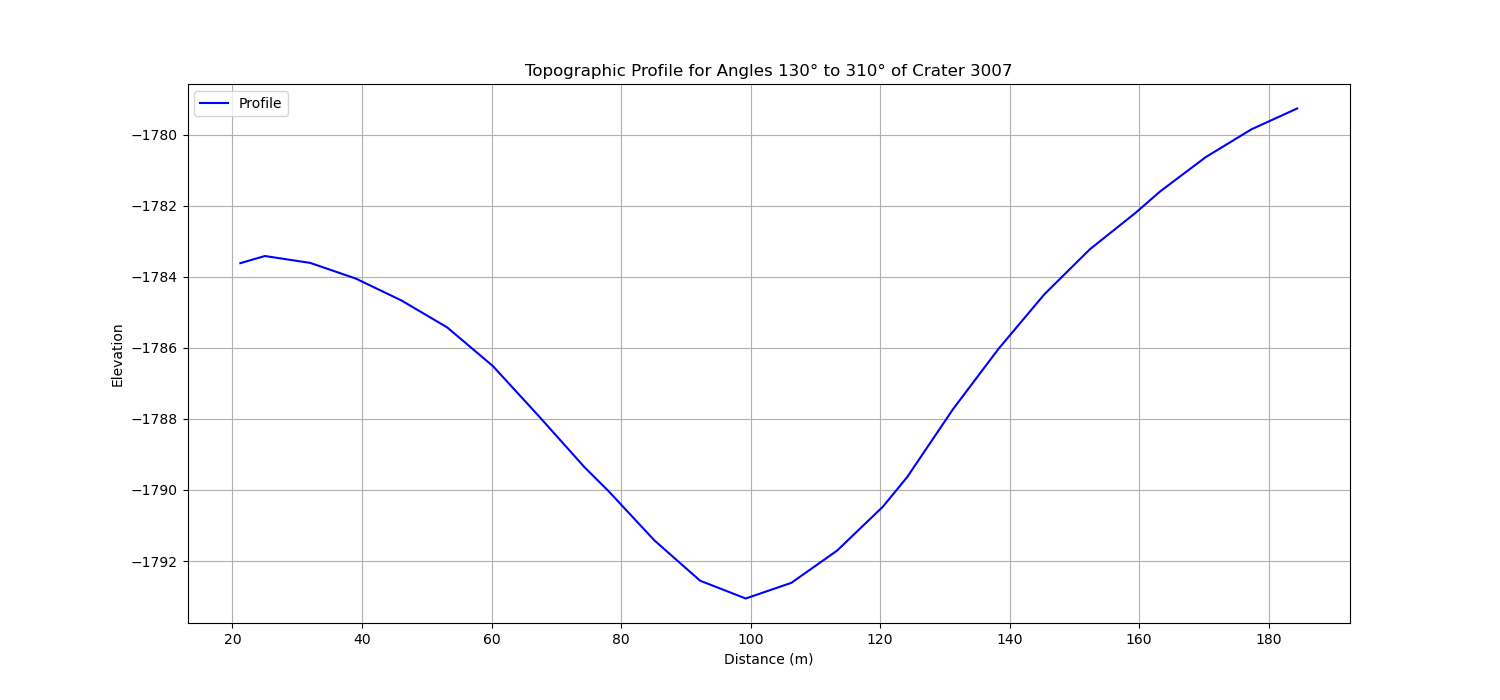 Topographic Profile for Angles 130° to 310° of Crater 3007
Profile
−1780
−1782
−1784
−1786
−1788
−1790
−1792
Elevation
20 40 60 80 100 120 140 160 180
Distance (m)